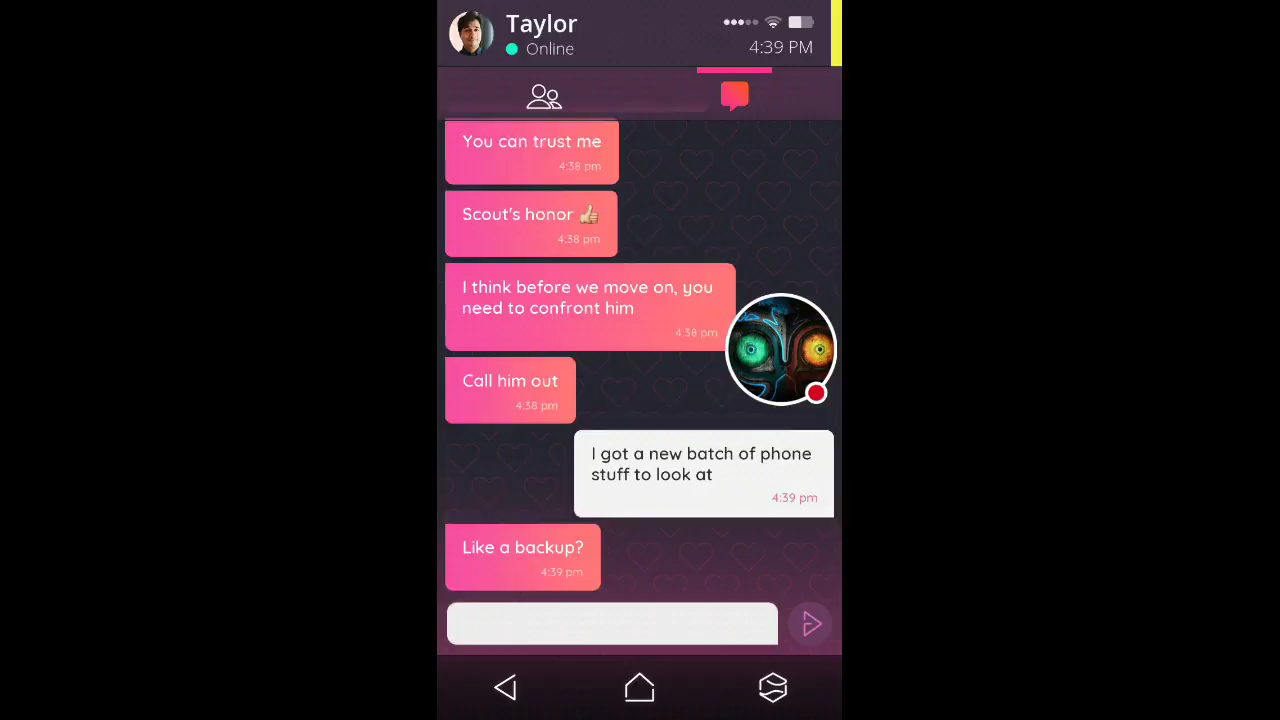 Taylor
Online
4:39 PM
You can trust me
4:38 pm
Scout's honor 👍🏼
4:38 pm
I think before we move on, you
need to confront him
4:38 pm
Call him out
4:38 pm
I got a new batch of phone
stuff to look at
4:39 pm
Like a backup?
4:39 pm